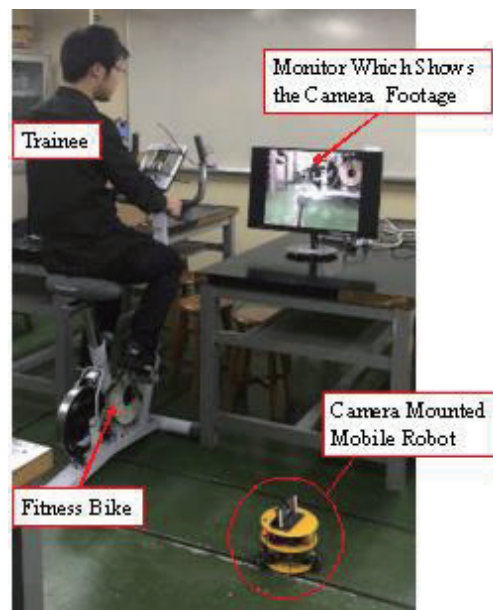 Monitor Which Shows
the Camera Footage
Trainee
Camera Mounted
Mobile Robot
Fitness Bike